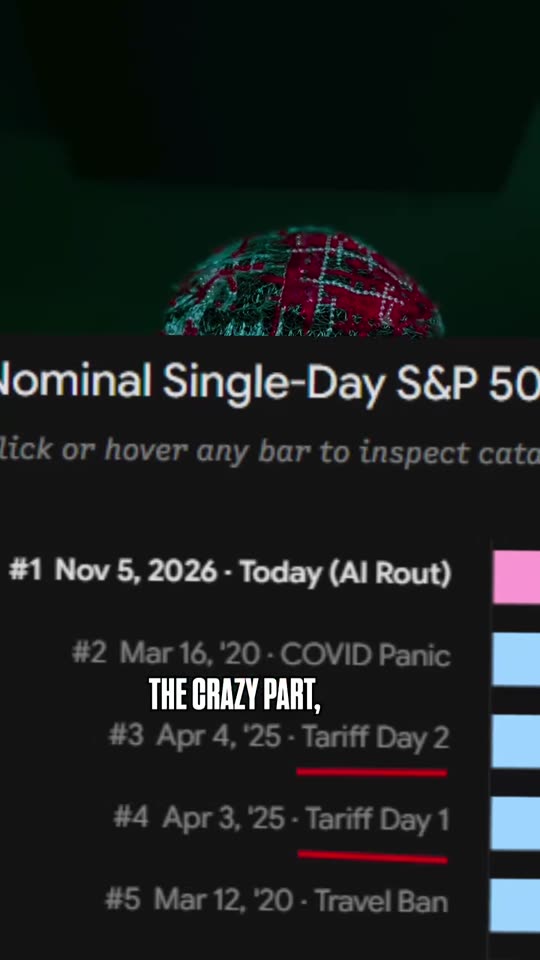 Nominal Single-Day S&P 50
lick or hover any bar to inspect cata
#1 Nov 5, 2026 · Today (AI Rout)
#2 Mar 16, '20 · COVID Panic
THE CRAZY PART,
#3 Apr 4, '25 · Tariff Day 2
#4 Apr 3, '25 · Tariff Day 1
#5 Mar 12, '20 · Travel Ban